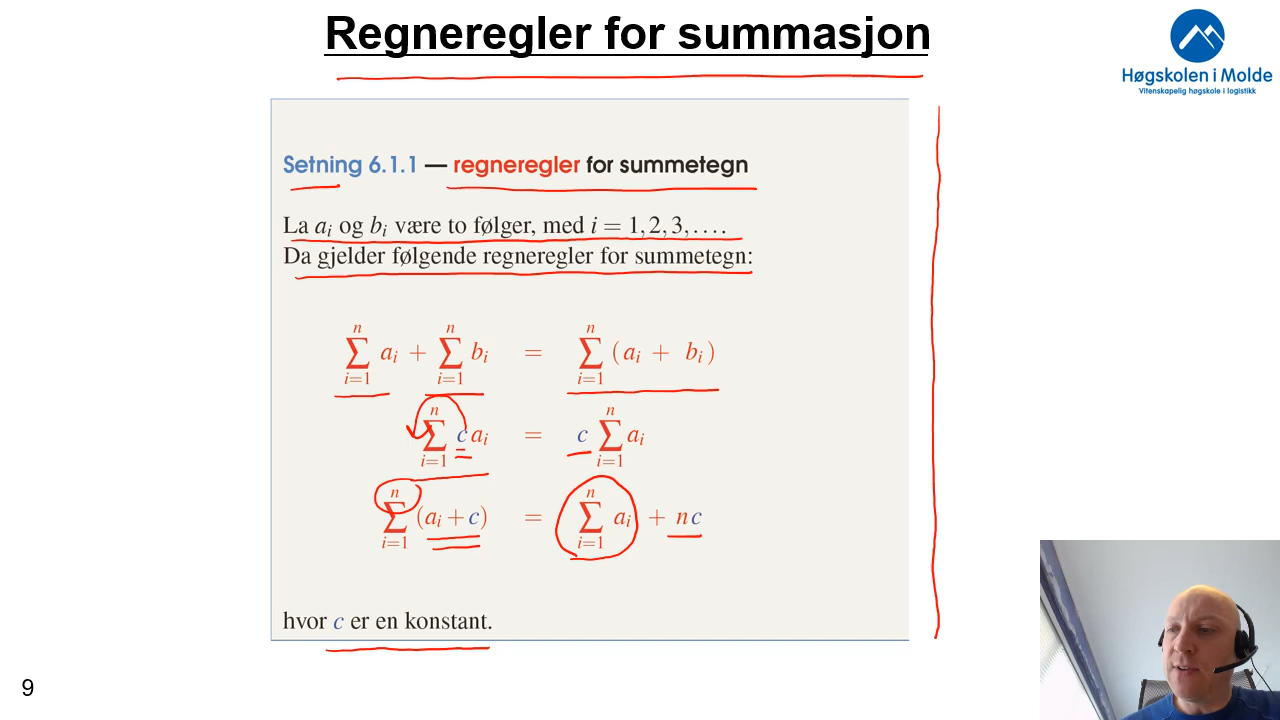 Regneregler for summasjon
Høgskolen i Molde
Vitenskapelig høgskole i logistikk
Setning 6.1.1 — regneregler for summetegn
La aᵢ og bᵢ være to følger, med i = 1, 2, 3, ....
Da gjelder følgende regneregler for summetegn:
∑_{i=1}^{n} aᵢ + ∑_{i=1}^{n} bᵢ = ∑_{i=1}^{n} (aᵢ + bᵢ)
∑_{i=1}^{n} c aᵢ = c ∑_{i=1}^{n} aᵢ
∑_{i=1}^{n} (aᵢ + c) = ∑_{i=1}^{n} aᵢ + nc
hvor c er en konstant.
9